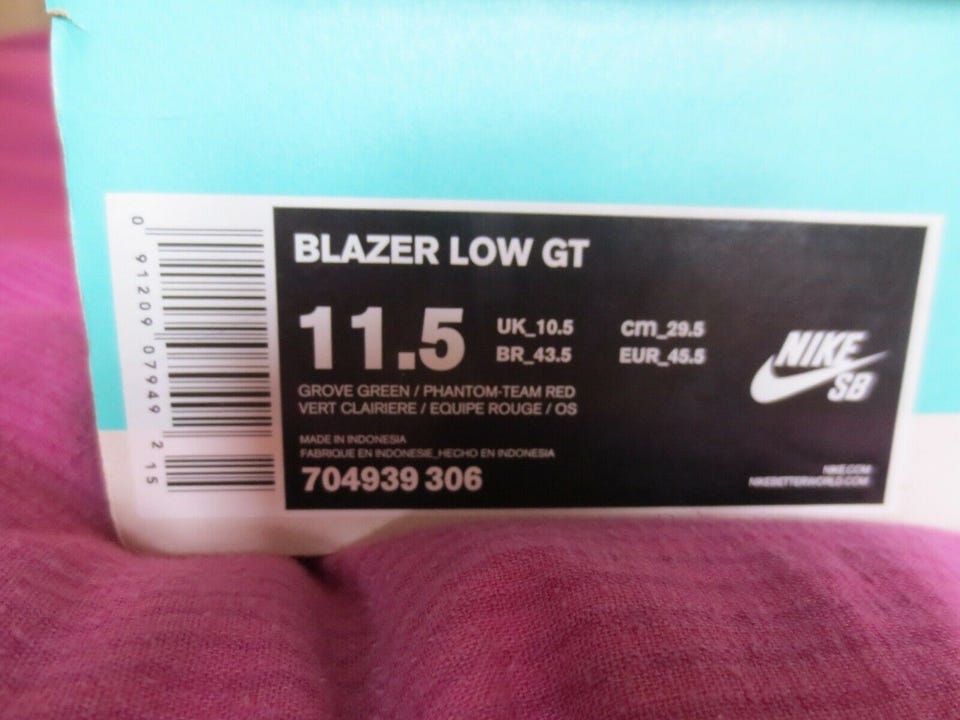 0 91209 07949 2 15
BLAZER LOW GT
11.5
UK_10.5 cm_29.5
BR_43.5 EUR_45.5
GROVE GREEN / PHANTOM-TEAM RED
VERT CLAIRIERE / EQUIPE ROUGE / OS
MADE IN INDONESIA
FABRIQUE EN INDONESIE_HECHO EN INDONESIA
704939 306
NIKE
SB
NIKE.COM
NIKEBETTERWORLD.COM